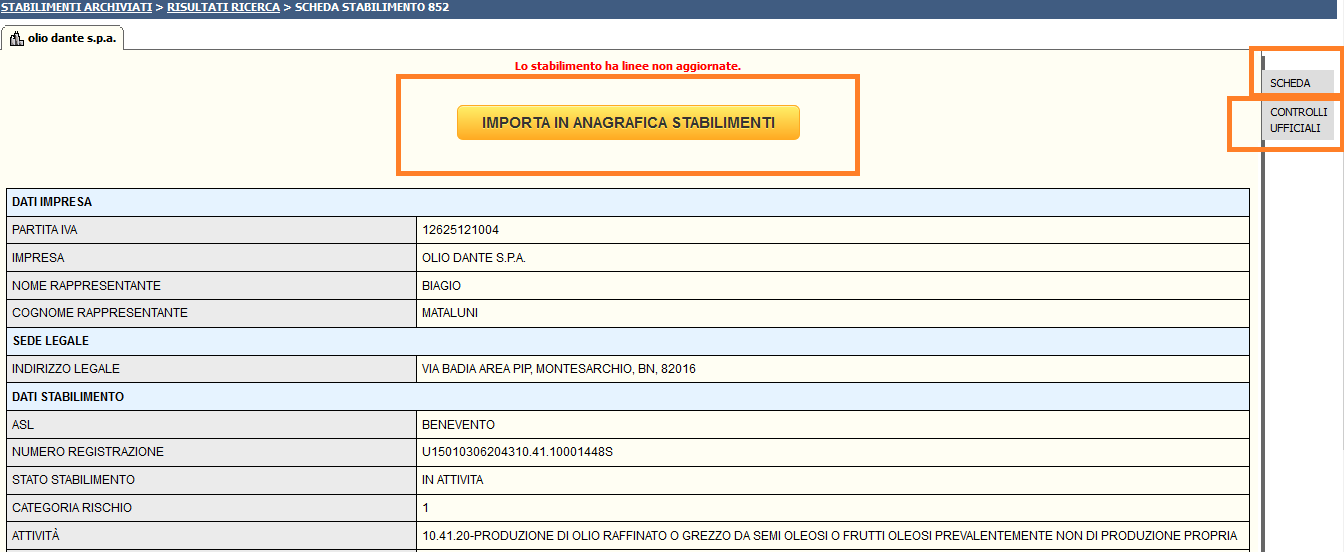 STABILIMENTI ARCHIVIATI > RISULTATI RICERCA > SCHEDA STABILIMENTO 852
olio dante s.p.a.
Lo stabilimento ha linee non aggiornate.
SCHEDA
CONTROLLI
UFFICIALI
IMPORTA IN ANAGRAFICA STABILIMENTI
DATI IMPRESA
PARTITA IVA 12625121004
IMPRESA OLIO DANTE S.P.A.
NOME RAPPRESENTANTE BIAGIO
COGNOME RAPPRESENTANTE MATALUNI
SEDE LEGALE
INDIRIZZO LEGALE VIA BADIA AREA PIP, MONTESARCHIO, BN, 82016
DATI STABILIMENTO
ASL BENEVENTO
NUMERO REGISTRAZIONE U15010306204310.41.10001448S
STATO STABILIMENTO IN ATTIVITA
CATEGORIA RISCHIO 1
ATTIVITÀ 10.41.20-PRODUZIONE DI OLIO RAFFINATO O GREZZO DA SEMI OLEOSI O FRUTTI OLEOSI PREVALENTEMENTE NON DI PRODUZIONE PROPRIA